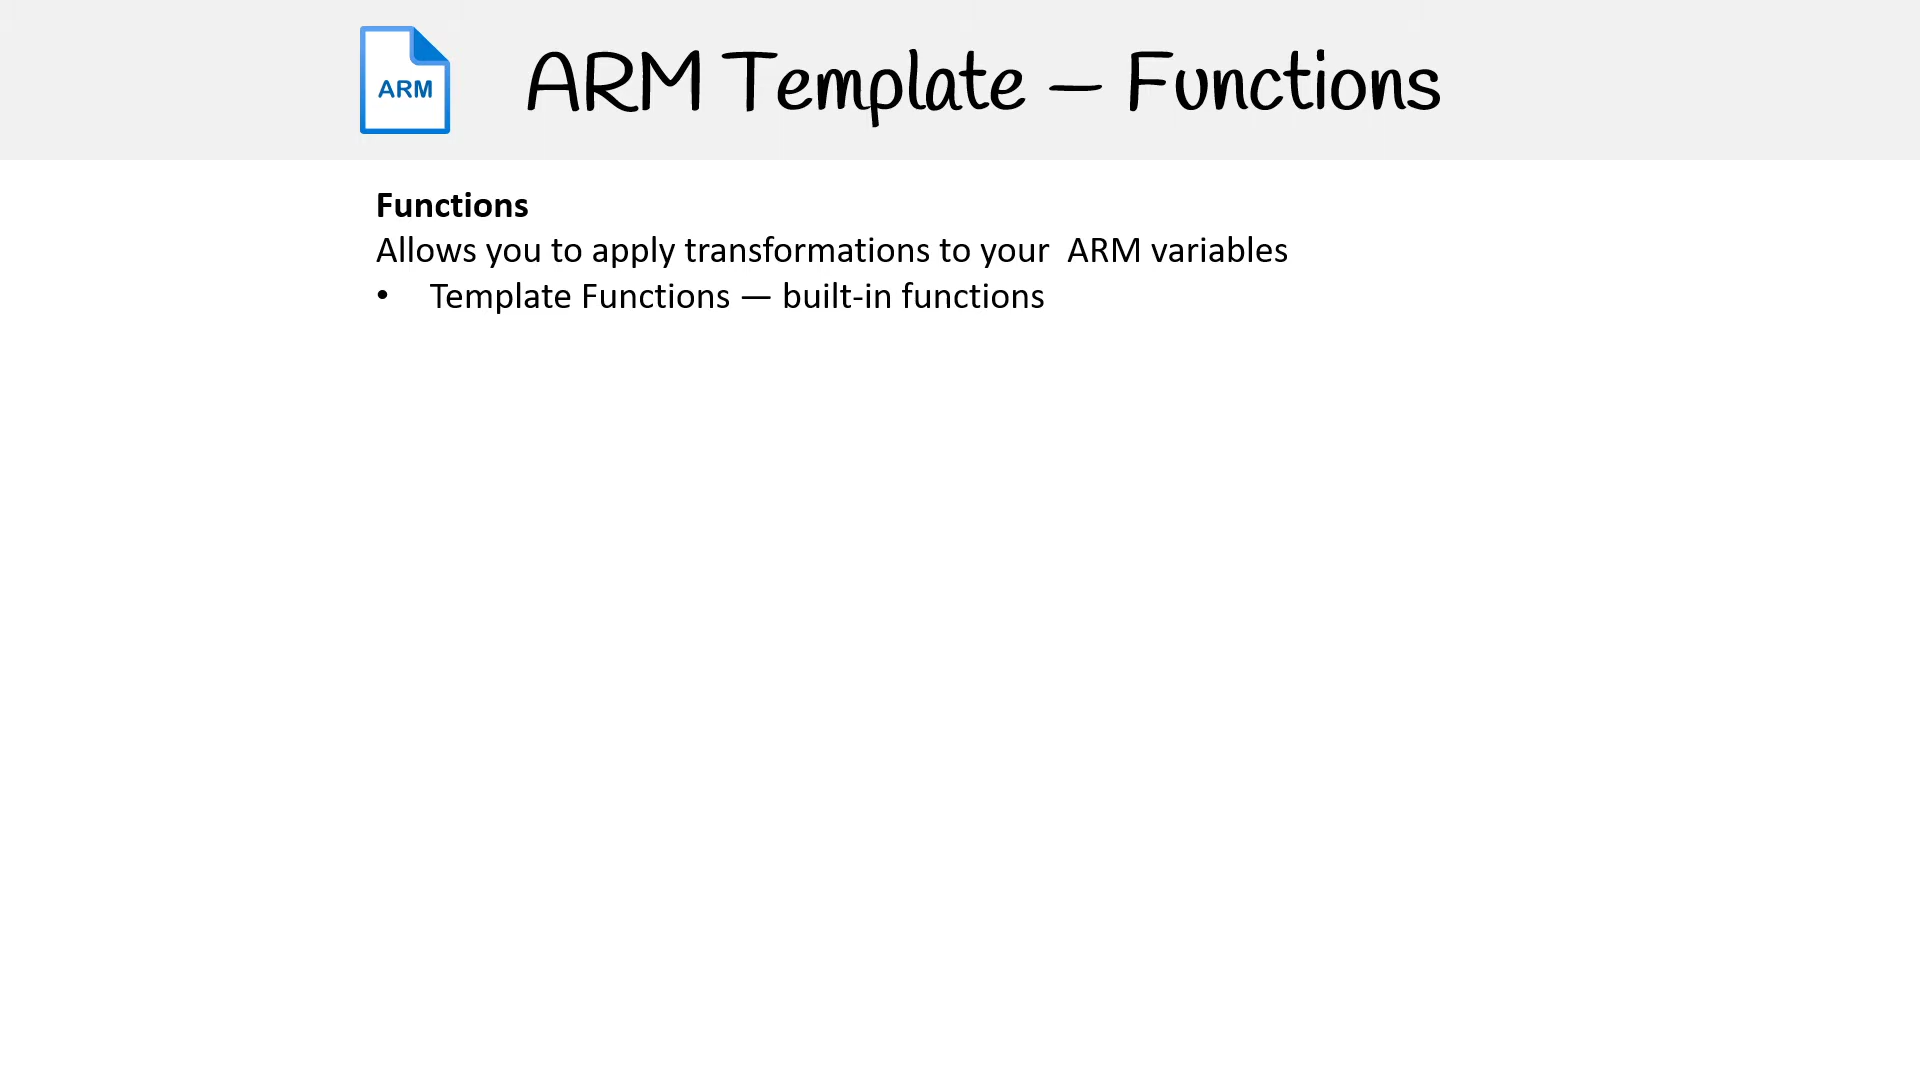 ARM
ARM Template – Functions
Functions
Allows you to apply transformations to your  ARM variables
• Template Functions — built-in functions